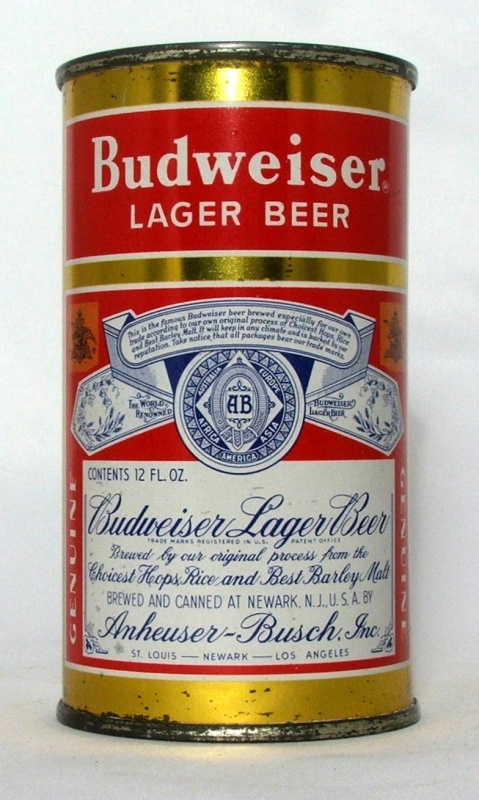 Budweiser®
LAGER BEER
This is the famous Budweiser beer brewed especially for our own
trade according to our own original process of Choicest Hops, Rice
and Best Barley Malt. It will keep in any climate and is backed by our
reputation. Take notice that all packages bear our trade marks.
THE WORLD
RENOWNED
BUDWEISER
LAGER BEER
EUROPE
AB
AFRICA
ASIA
AMERICA
CONTENTS 12 FL. OZ.
Budweiser Lager Beer
TRADE MARKS REGISTERED IN U.S. PATENT OFFICE
Brewed by our original process from the
Choicest Hops, Rice and Best Barley Malt
BREWED AND CANNED AT NEWARK, N.J., U.S.A. BY
Anheuser-Busch, Inc.
ST. LOUIS — NEWARK — LOS ANGELES
GENUINE
GENUINE